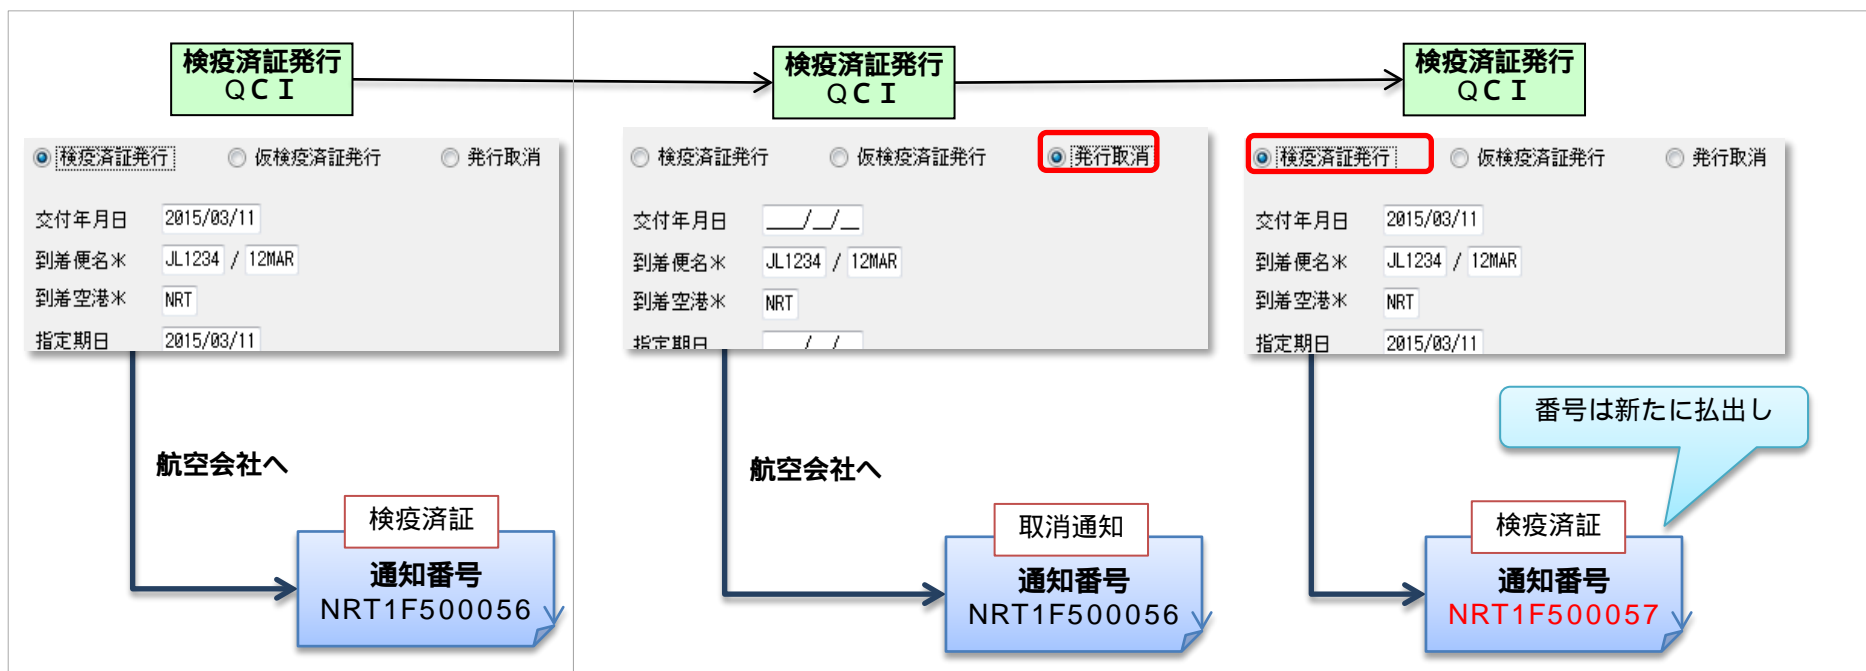 検疫済証発行
ＱＣＩ
検疫済証発行
仮検疫済証発行
発行取消
交付年月日
2015/03/11
到着便名＊
JL1234 / 12MAR
到着空港＊
NRT
指定期日
2015/03/11
航空会社へ
検疫済証
通知番号
NRT1F500056
検疫済証発行
ＱＣＩ
検疫済証発行
仮検疫済証発行
発行取消
交付年月日
__/_/_
到着便名＊
JL1234 / 12MAR
到着空港＊
NRT
指定期日
__/_/_
航空会社へ
取消通知
通知番号
NRT1F500056
検疫済証発行
ＱＣＩ
検疫済証発行
仮検疫済証発行
発行取消
交付年月日
2015/03/11
到着便名＊
JL1234 / 12MAR
到着空港＊
NRT
指定期日
2015/03/11
番号は新たに払出し
検疫済証
通知番号
NRT1F500057